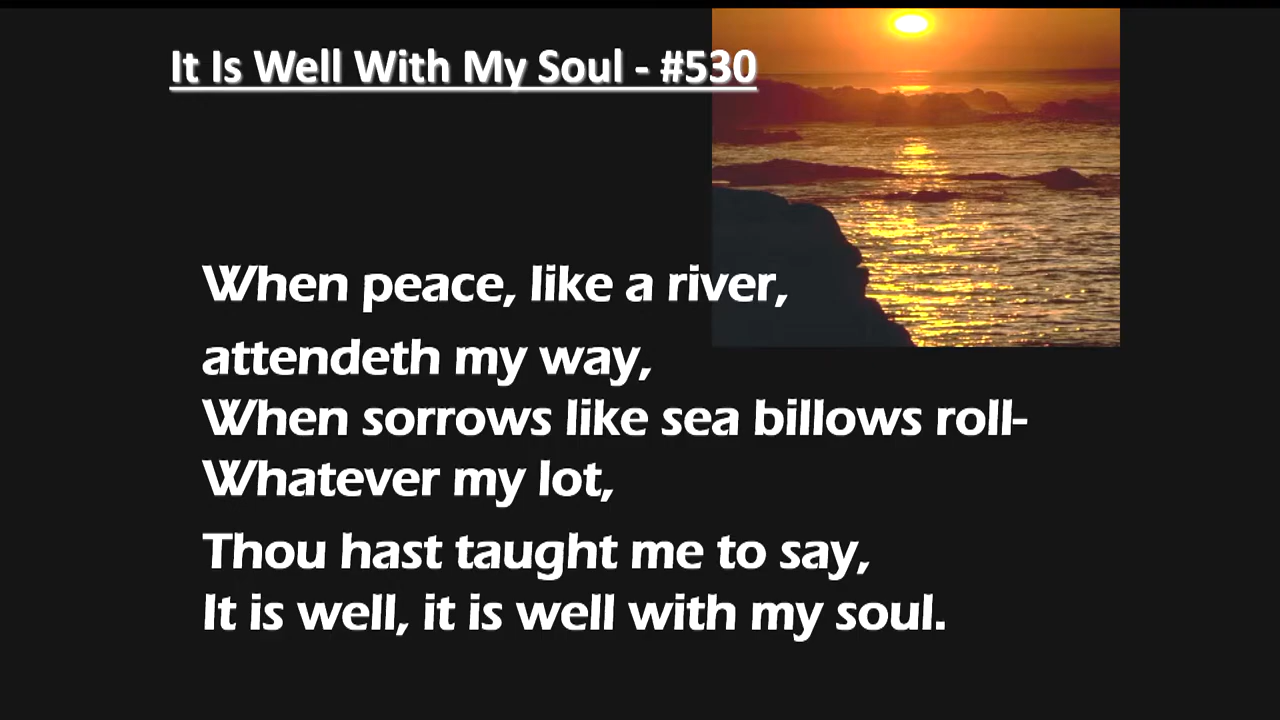 It Is Well With My Soul - #530
When peace, like a river,
attendeth my way,
When sorrows like sea billows roll-
Whatever my lot,
Thou hast taught me to say,
It is well, it is well with my soul.